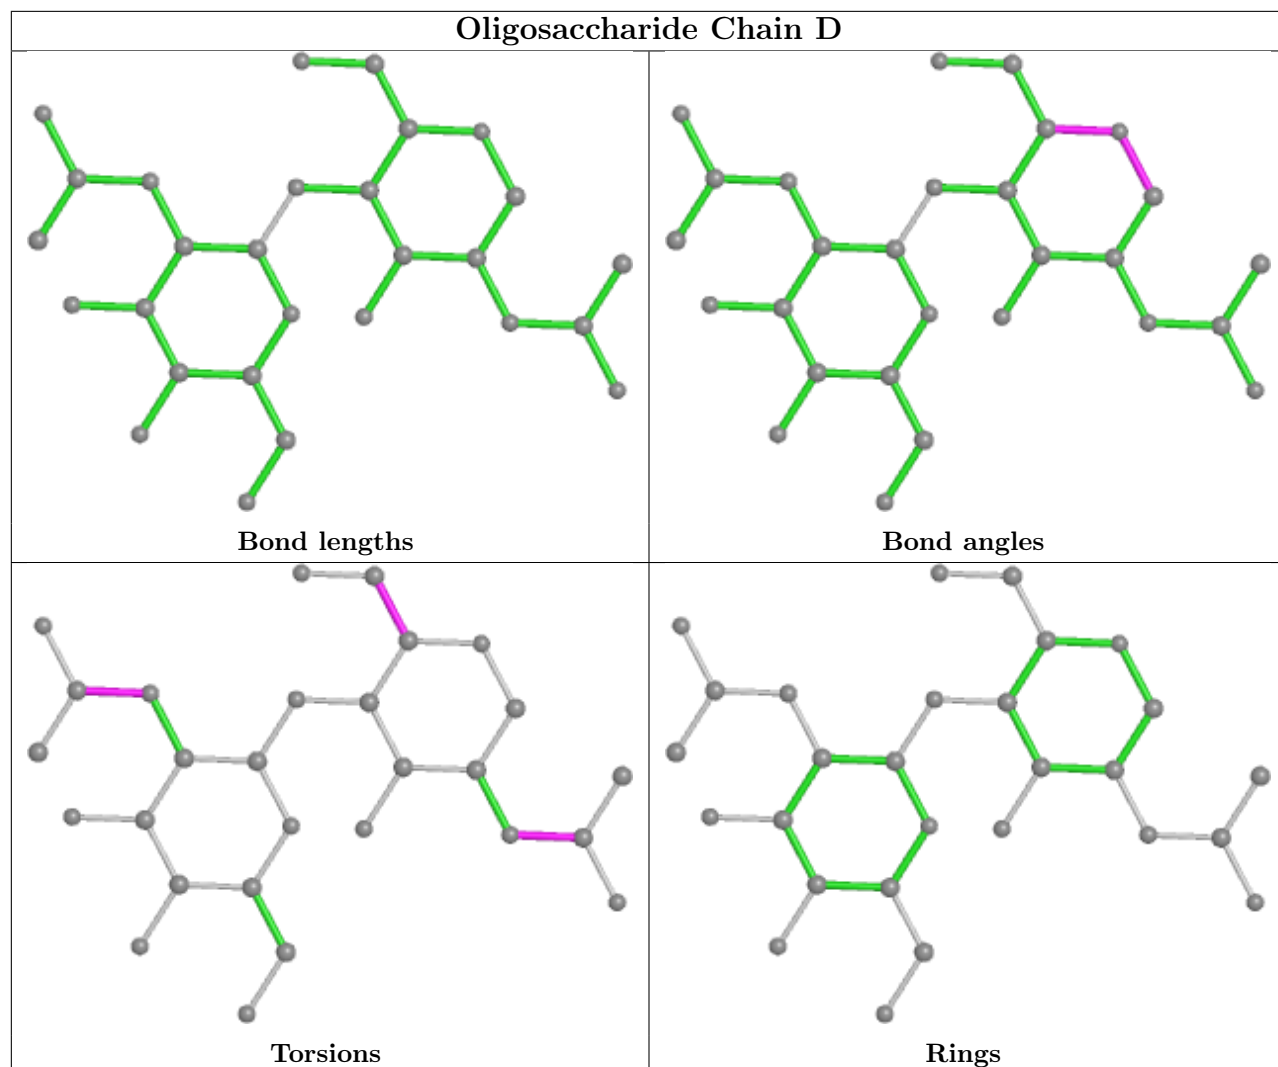 Oligosaccharide Chain D
Bond lengths
Bond angles
Torsions
Rings